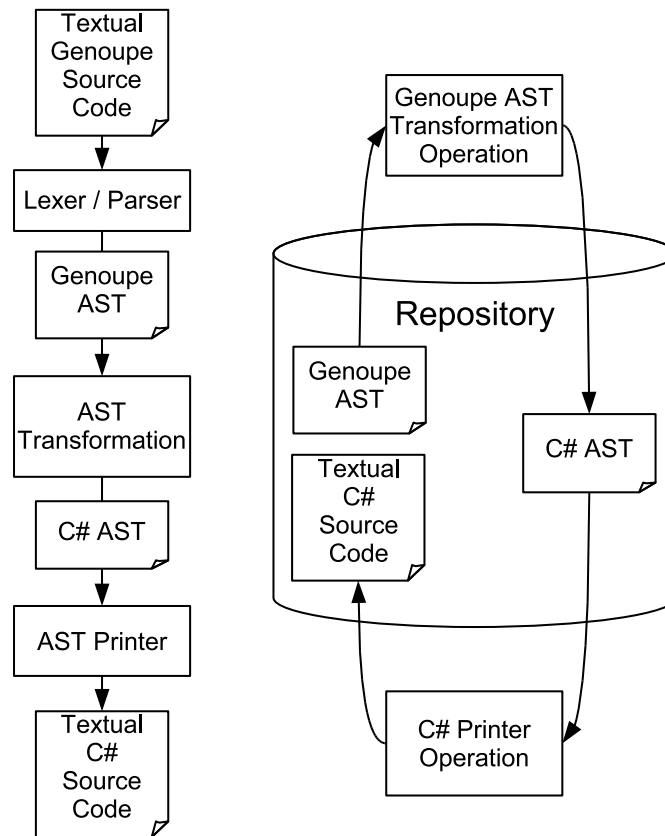 Textual
Genoupe
Source
Code
Lexer / Parser
Genoupe
AST
AST
Transformation
C# AST
AST Printer
Textual
C#
Source
Code
Genoupe AST
Transformation
Operation
Repository
Genoupe
AST
C# AST
Textual
C#
Source
Code
C# Printer
Operation